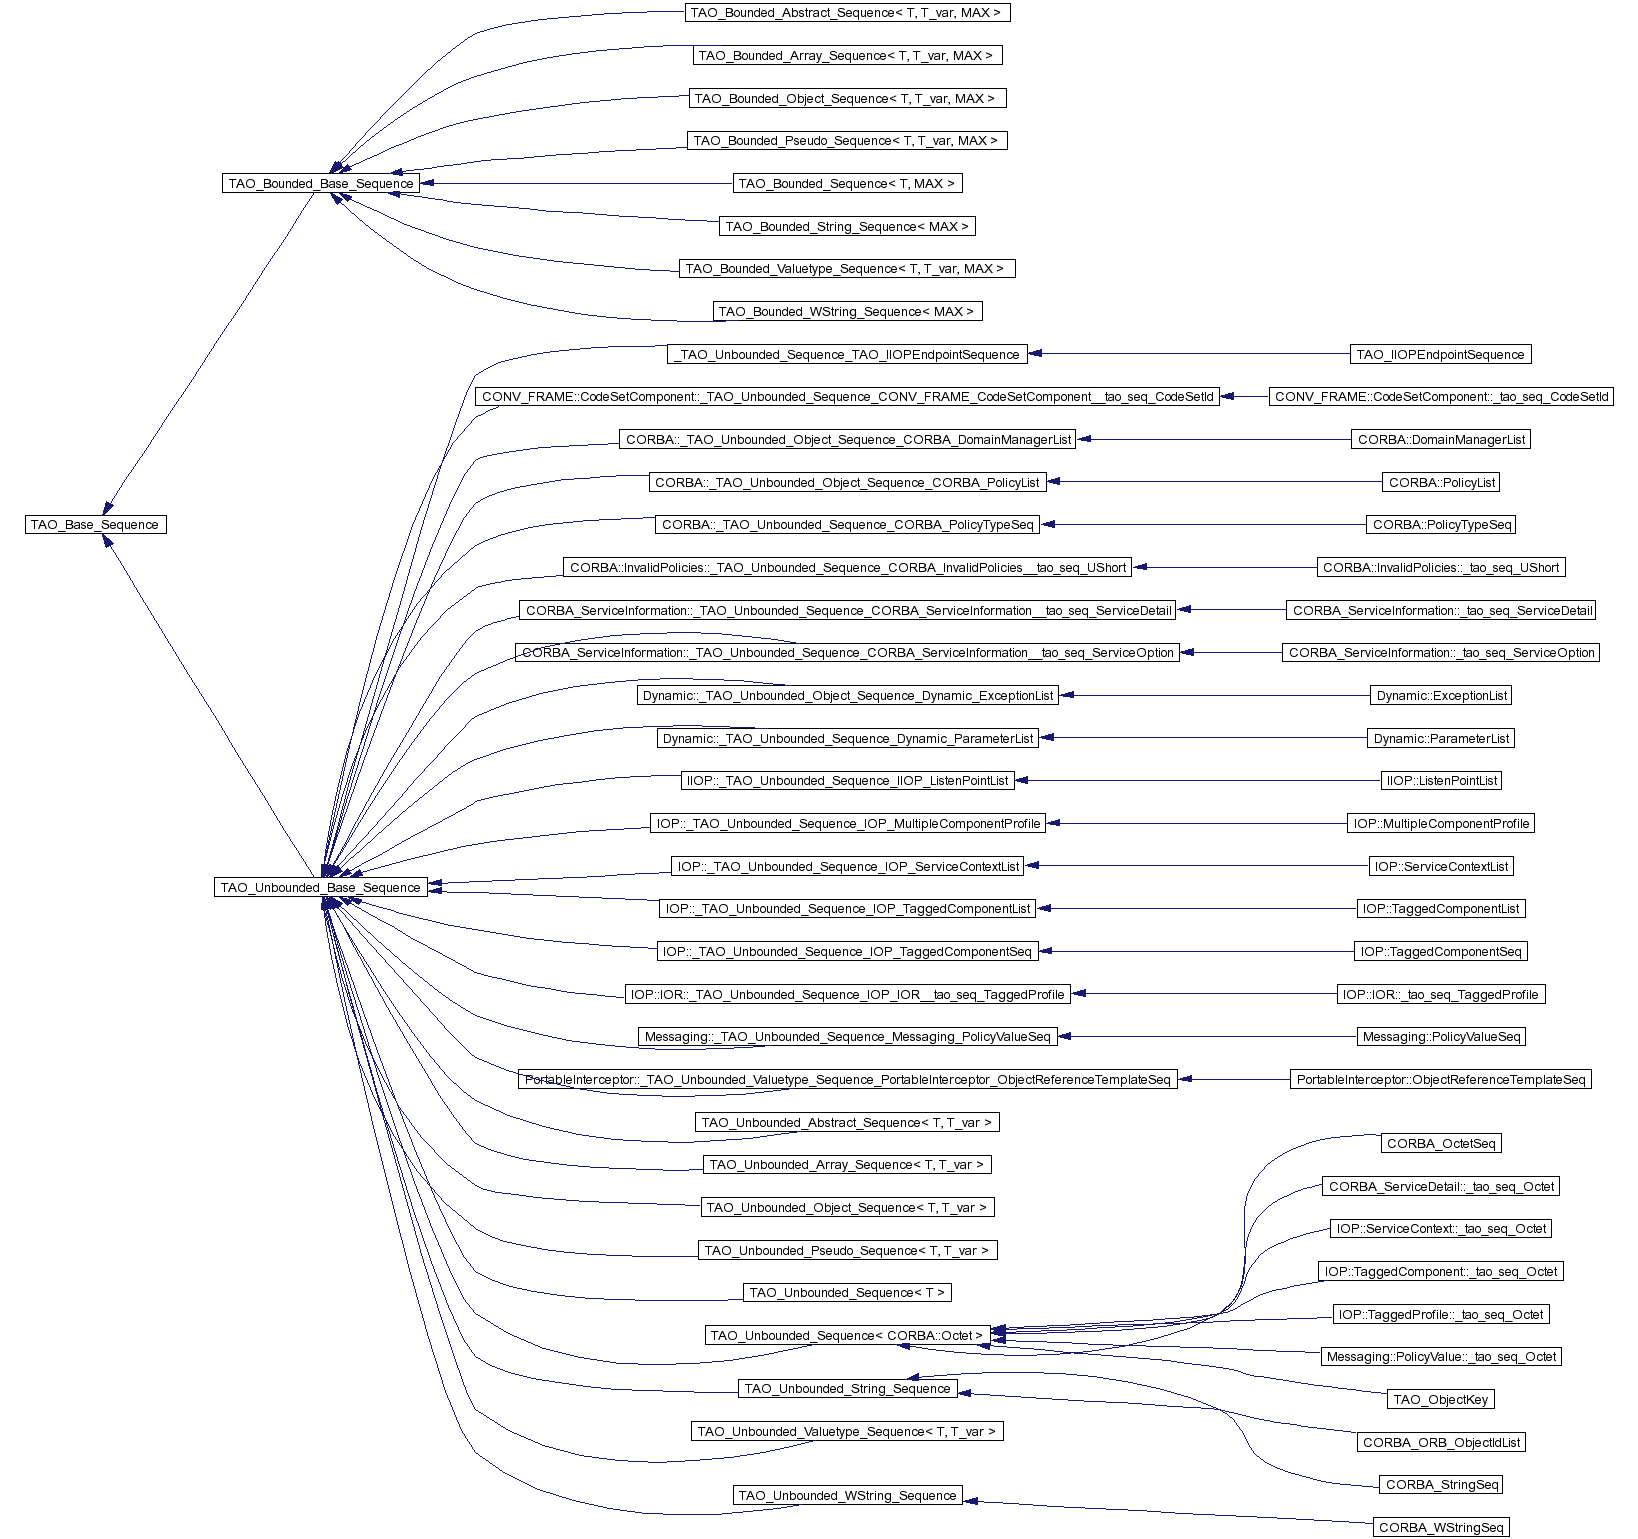 TAO_Bounded_Abstract_Sequence< T, T_var, MAX >
TAO_Bounded_Array_Sequence< T, T_var, MAX >
TAO_Bounded_Object_Sequence< T, T_var, MAX >
TAO_Bounded_Pseudo_Sequence< T, T_var, MAX >
TAO_Bounded_Base_Sequence
TAO_Bounded_Sequence< T, MAX >
TAO_Bounded_String_Sequence< MAX >
TAO_Bounded_Valuetype_Sequence< T, T_var, MAX >
TAO_Bounded_WString_Sequence< MAX >
_TAO_Unbounded_Sequence_TAO_IIOPEndpointSequence
TAO_IIOPEndpointSequence
CONV_FRAME::CodeSetComponent::_TAO_Unbounded_Sequence_CONV_FRAME_CodeSetComponent__tao_seq_CodeSetId
CONV_FRAME::CodeSetComponent::_tao_seq_CodeSetId
CORBA::_TAO_Unbounded_Object_Sequence_CORBA_DomainManagerList
CORBA::DomainManagerList
CORBA::_TAO_Unbounded_Object_Sequence_CORBA_PolicyList
CORBA::PolicyList
TAO_Base_Sequence
CORBA::_TAO_Unbounded_Sequence_CORBA_PolicyTypeSeq
CORBA::PolicyTypeSeq
CORBA::InvalidPolicies::_TAO_Unbounded_Sequence_CORBA_InvalidPolicies__tao_seq_UShort
CORBA::InvalidPolicies::_tao_seq_UShort
CORBA_ServiceInformation::_TAO_Unbounded_Sequence_CORBA_ServiceInformation__tao_seq_ServiceDetail
CORBA_ServiceInformation::_tao_seq_ServiceDetail
CORBA_ServiceInformation::_TAO_Unbounded_Sequence_CORBA_ServiceInformation__tao_seq_ServiceOption
CORBA_ServiceInformation::_tao_seq_ServiceOption
Dynamic::_TAO_Unbounded_Object_Sequence_Dynamic_ExceptionList
Dynamic::ExceptionList
Dynamic::_TAO_Unbounded_Sequence_Dynamic_ParameterList
Dynamic::ParameterList
IIOP::_TAO_Unbounded_Sequence_IIOP_ListenPointList
IIOP::ListenPointList
IOP::_TAO_Unbounded_Sequence_IOP_MultipleComponentProfile
IOP::MultipleComponentProfile
IOP::_TAO_Unbounded_Sequence_IOP_ServiceContextList
IOP::ServiceContextList
TAO_Unbounded_Base_Sequence
IOP::_TAO_Unbounded_Sequence_IOP_TaggedComponentList
IOP::TaggedComponentList
IOP::_TAO_Unbounded_Sequence_IOP_TaggedComponentSeq
IOP::TaggedComponentSeq
IOP::IOR::_TAO_Unbounded_Sequence_IOP_IOR__tao_seq_TaggedProfile
IOP::IOR::_tao_seq_TaggedProfile
Messaging::_TAO_Unbounded_Sequence_Messaging_PolicyValueSeq
Messaging::PolicyValueSeq
PortableInterceptor::_TAO_Unbounded_Valuetype_Sequence_PortableInterceptor_ObjectReferenceTemplateSeq
PortableInterceptor::ObjectReferenceTemplateSeq
TAO_Unbounded_Abstract_Sequence< T, T_var >
CORBA_OctetSeq
TAO_Unbounded_Array_Sequence< T, T_var >
CORBA_ServiceDetail::_tao_seq_Octet
TAO_Unbounded_Object_Sequence< T, T_var >
IOP::ServiceContext::_tao_seq_Octet
TAO_Unbounded_Pseudo_Sequence< T, T_var >
IOP::TaggedComponent::_tao_seq_Octet
TAO_Unbounded_Sequence< T >
IOP::TaggedProfile::_tao_seq_Octet
TAO_Unbounded_Sequence< CORBA::Octet >
Messaging::PolicyValue::_tao_seq_Octet
TAO_Unbounded_String_Sequence
TAO_ObjectKey
TAO_Unbounded_Valuetype_Sequence< T, T_var >
CORBA_ORB_ObjectIdList
CORBA_StringSeq
TAO_Unbounded_WString_Sequence
CORBA_WStringSeq